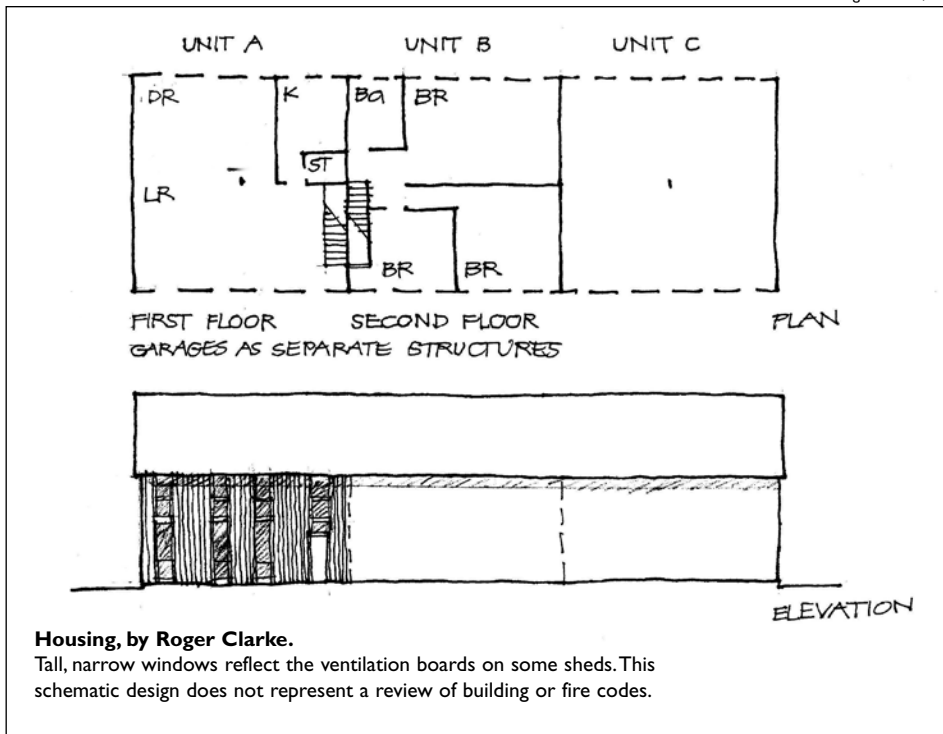 UNIT A UNIT B UNIT C
DR K BA BR
ST
LR
BR BR
FIRST FLOOR SECOND FLOOR PLAN
GARAGES AS SEPARATE STRUCTURES
ELEVATION
Housing, by Roger Clarke.
Tall, narrow windows reflect the ventilation boards on some sheds. This
schematic design does not represent a review of building or fire codes.